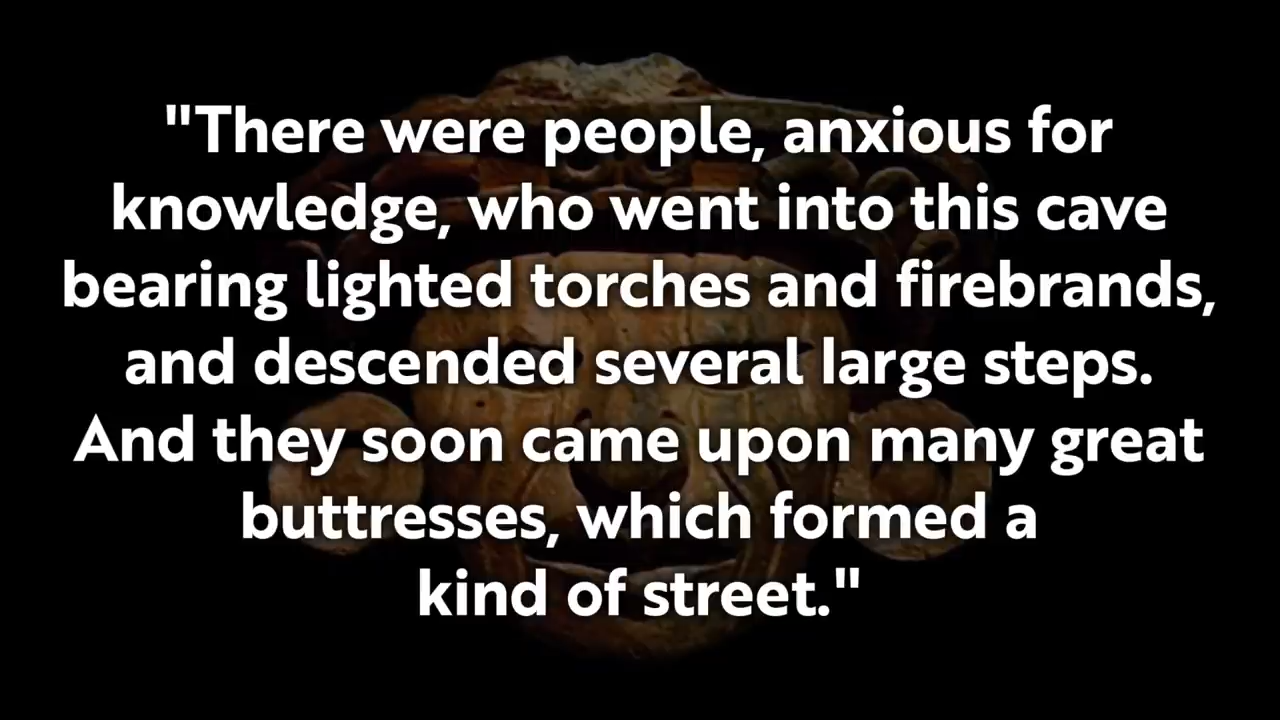 "There were people, anxious for
knowledge, who went into this cave
bearing lighted torches and firebrands,
and descended several large steps.
And they soon came upon many great
buttresses, which formed a
kind of street."